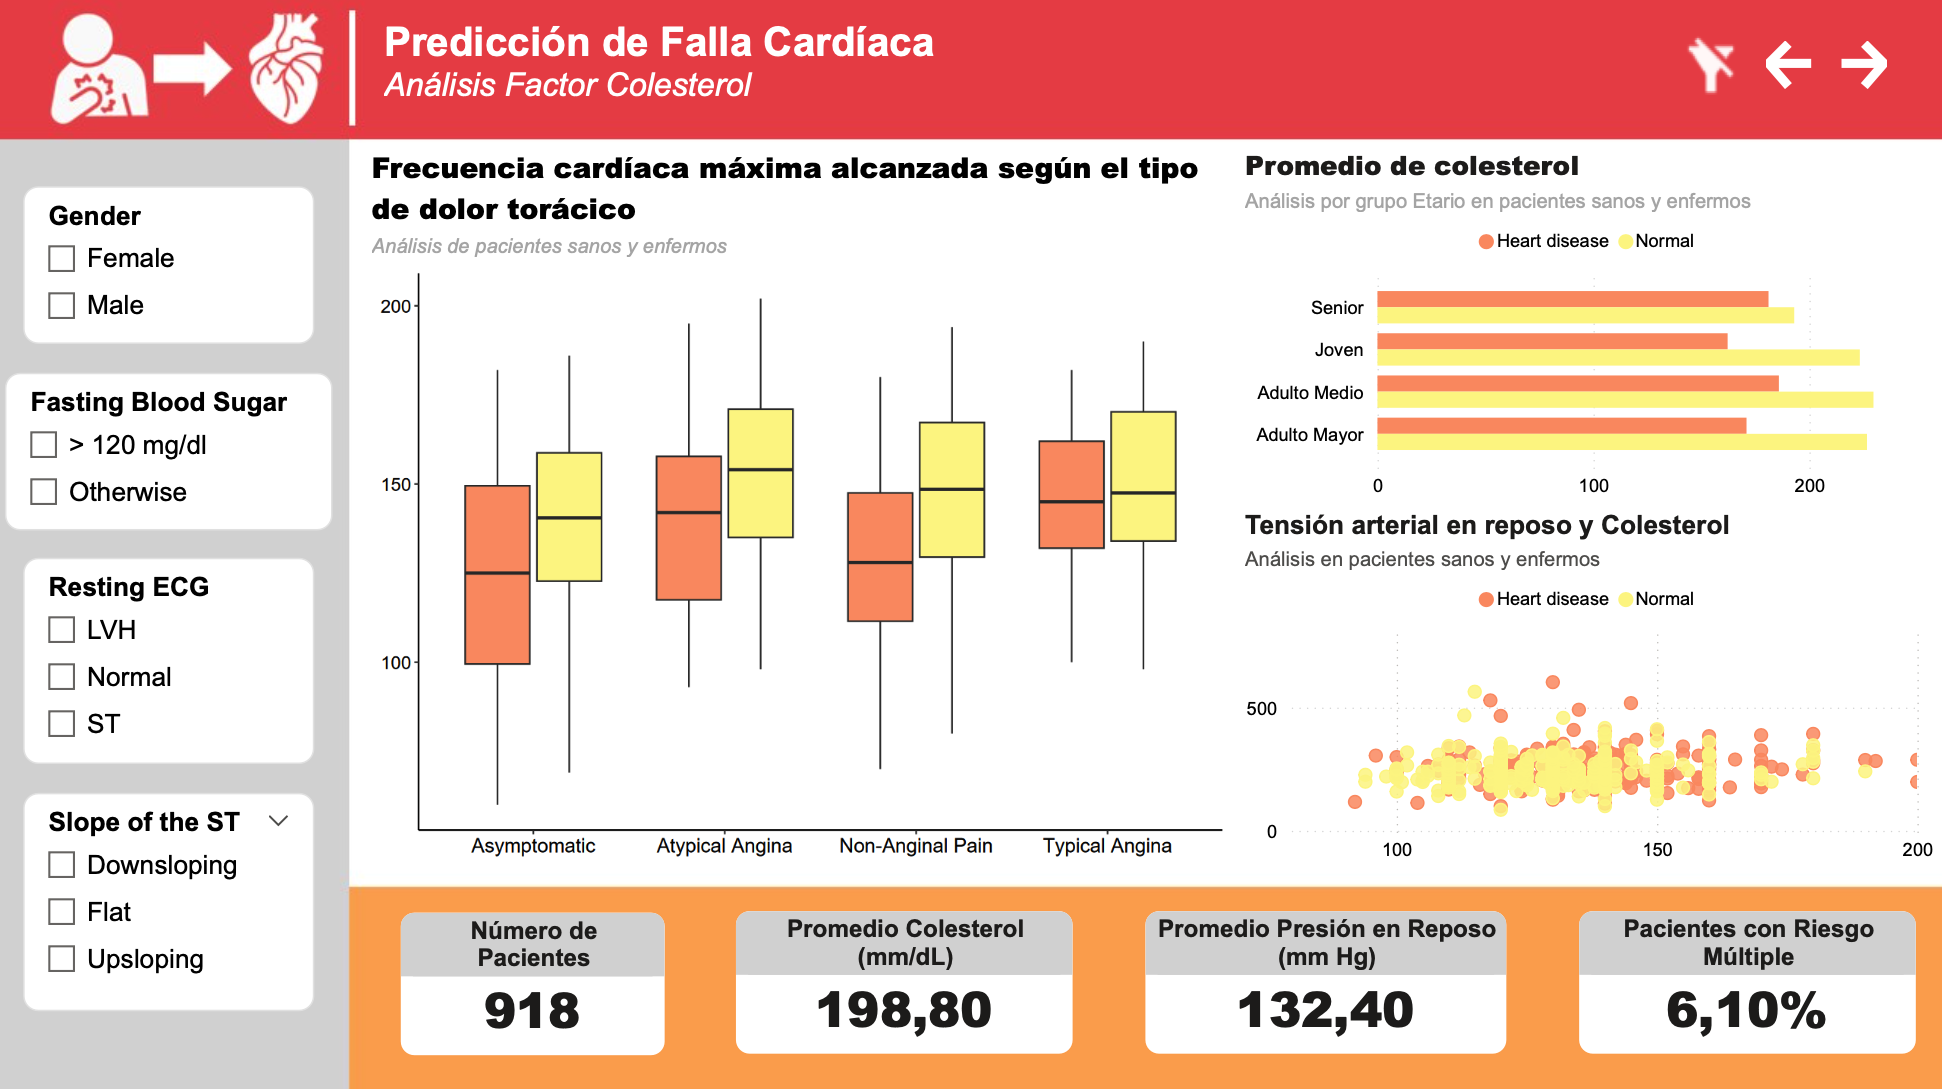 Predicción de Falla Cardíaca
Análisis Factor Colesterol
Gender
Female
Male
Fasting Blood Sugar
> 120 mg/dl
Otherwise
Resting ECG
LVH
Normal
ST
Slope of the ST
Downsloping
Flat
Upsloping
Frecuencia cardíaca máxima alcanzada según el tipo
de dolor torácico
Análisis de pacientes sanos y enfermos
200
150
100
Asymptomatic
Atypical Angina
Non-Anginal Pain
Typical Angina
Promedio de colesterol
Análisis por grupo Etario en pacientes sanos y enfermos
Heart disease Normal
Senior
Joven
Adulto Medio
Adulto Mayor
0 100 200
Tensión arterial en reposo y Colesterol
Análisis en pacientes sanos y enfermos
Heart disease Normal
500
0
100 150 200
Número de
Pacientes
918
Promedio Colesterol
(mm/dL)
198,80
Promedio Presión en Reposo
(mm Hg)
132,40
Pacientes con Riesgo
Múltiple
6,10%